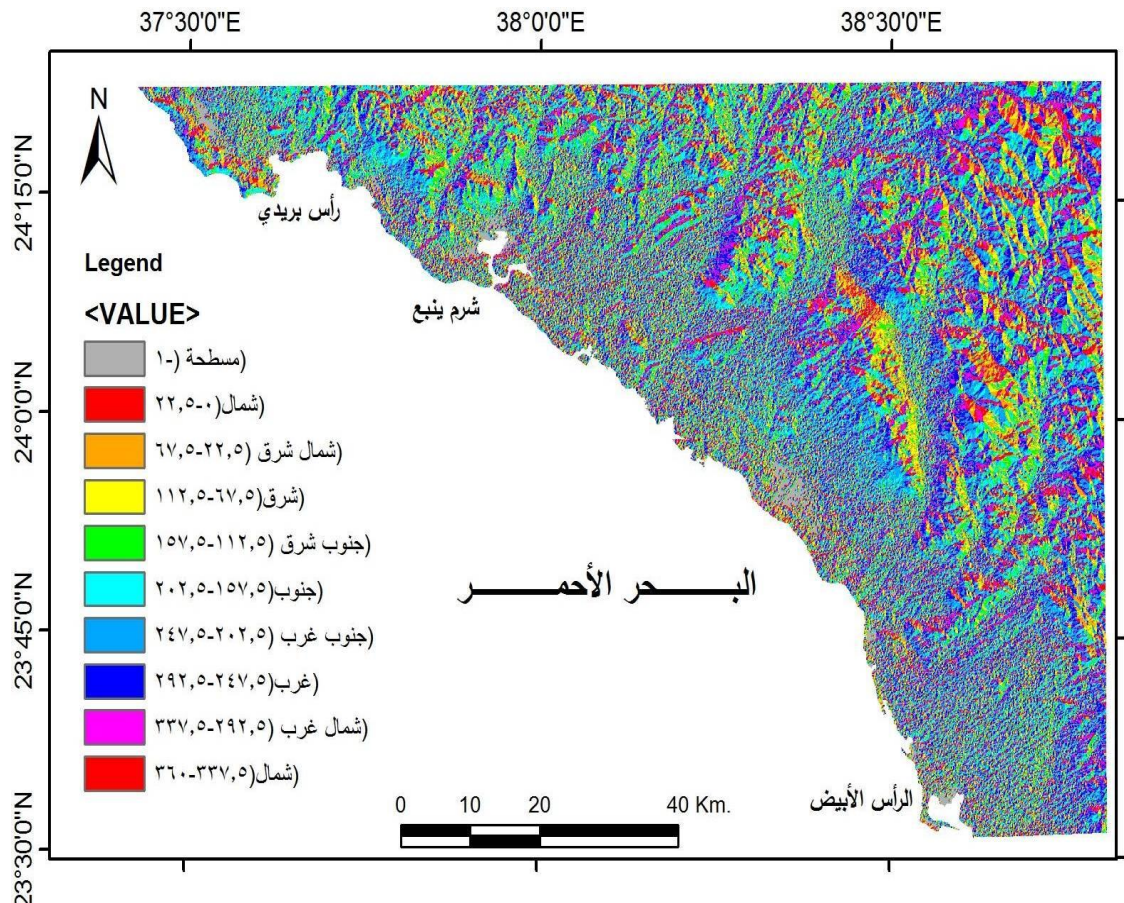 37°30'0"E 38°0'0"E 38°30'0"E
N
24°15'0"N
رأس بريدي
Legend
شرم ينبع
<VALUE>
(مسطحة (-١
(شمال(٠-٢٢,٥
24°0'0"N
(شمال شرق (٢٢,٥-٦٧,٥
(شرق(٦٧,٥-١١٢,٥
(جنوب شرق (١١٢,٥-١٥٧,٥
(جنوب(١٥٧,٥-٢٠٢,٥
البحــــر الأحمــــــر
(جنوب غرب (٢٠٢,٥-٢٤٧,٥
23°45'0"N
(غرب(٢٤٧,٥-٢٩٢,٥
(شمال غرب (٢٩٢,٥-٣٣٧,٥
(شمال(٣٣٧,٥-٣٦٠
الرأس الأبيض
0 10 20 40 Km.
23°30'0"N